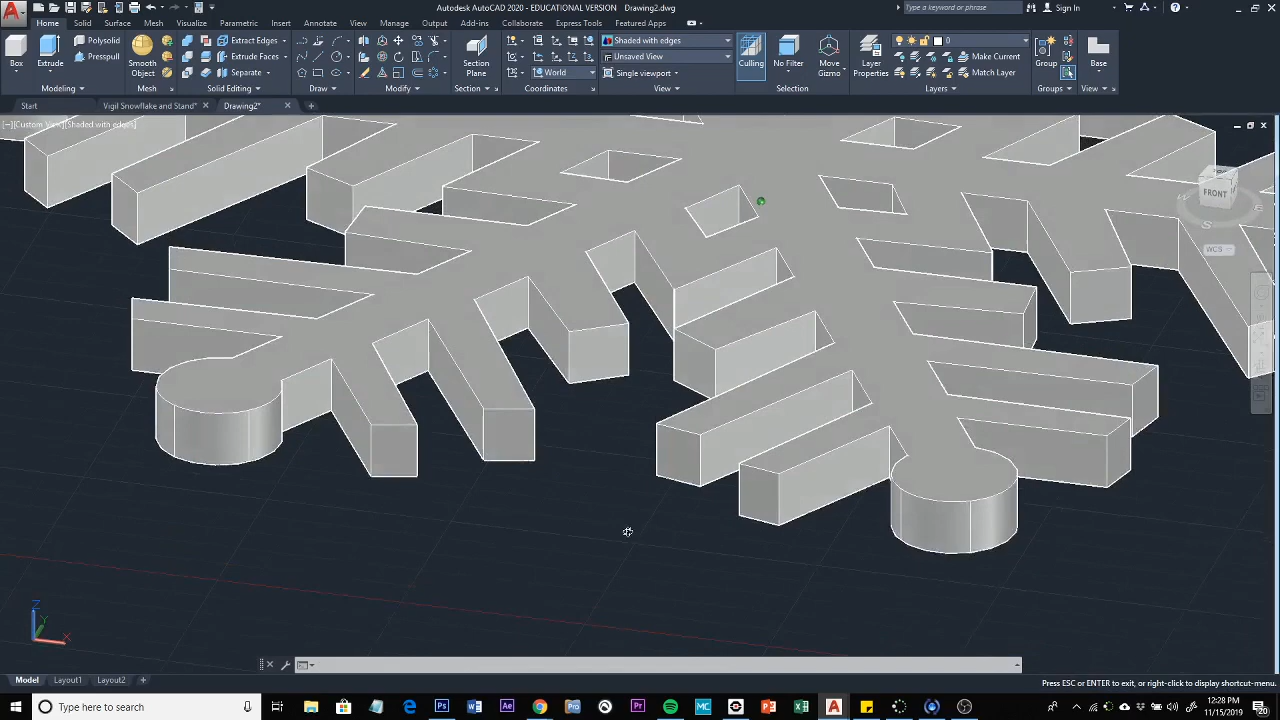 Autodesk AutoCAD 2020 - EDUCATIONAL VERSION Drawing2.dwg
Type a keyword or phrase
Sign In
Home Solid Surface Mesh Visualize Parametric Insert Annotate View Manage Output Add-ins Collaborate Express Tools Featured Apps
Box
Extrude
Polysolid
Presspull
Smooth Object
Extract Edges
Extrude Faces
Separate
Section Plane
World
Shaded with edges
Unsaved View
Single viewport
Culling
No Filter
Move Gizmo
Layer Properties
0
Make Current
Match Layer
Group
Base
Modeling Mesh Solid Editing Draw Modify Section Coordinates View Selection Layers Groups View
Start Vigil Snowflake and Stand* Drawing2*
[Shaded with edges]
FRONT
S
WCS
Z
Y
X
Model Layout1 Layout2
Press ESC or ENTER to exit, or right-click to display shortcut-menu.
Type here to search
12:28 PM
11/15/2019
20